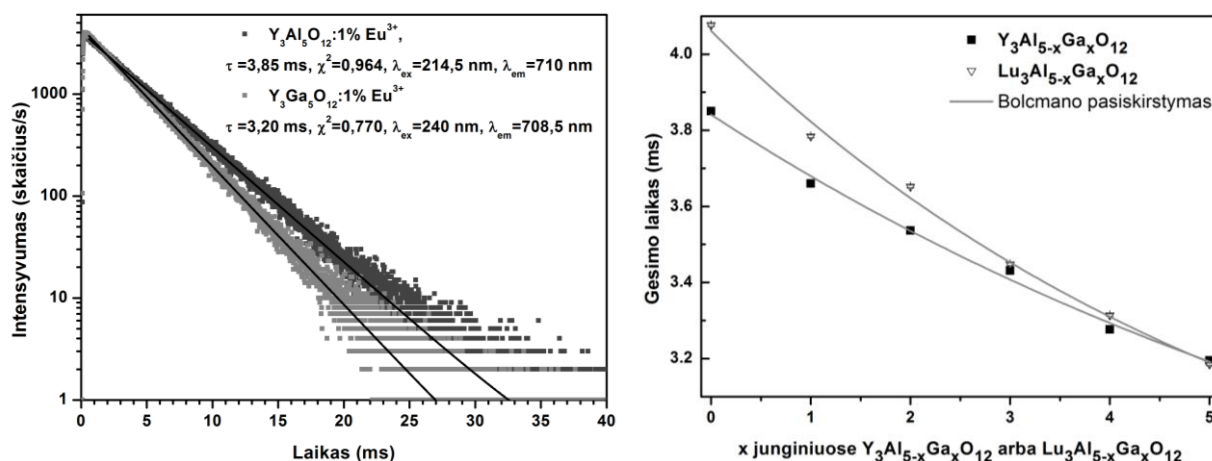 Intensyvumas (skaičius/s)
1000
100
10
1
Y₃Al₅O₁₂:1% Eu³⁺,
τ =3,85 ms, χ²=0,964, λₑₓ=214,5 nm, λₑₘ=710 nm
Y₃Ga₅O₁₂:1% Eu³⁺
τ =3,20 ms, χ²=0,770, λₑₓ=240 nm, λₑₘ=708,5 nm
0 5 10 15 20 25 30 35 40
Laikas (ms)
Gesimo laikas (ms)
4.0
3.8
3.6
3.4
3.2
Y₃Al₅₋ₓGaₓO₁₂
Lu₃Al₅₋ₓGaₓO₁₂
Bolcmano pasiskirstymas
0 1 2 3 4 5
x junginiuose Y₃Al₅₋ₓGaₓO₁₂ arba Lu₃Al₅₋ₓGaₓO₁₂